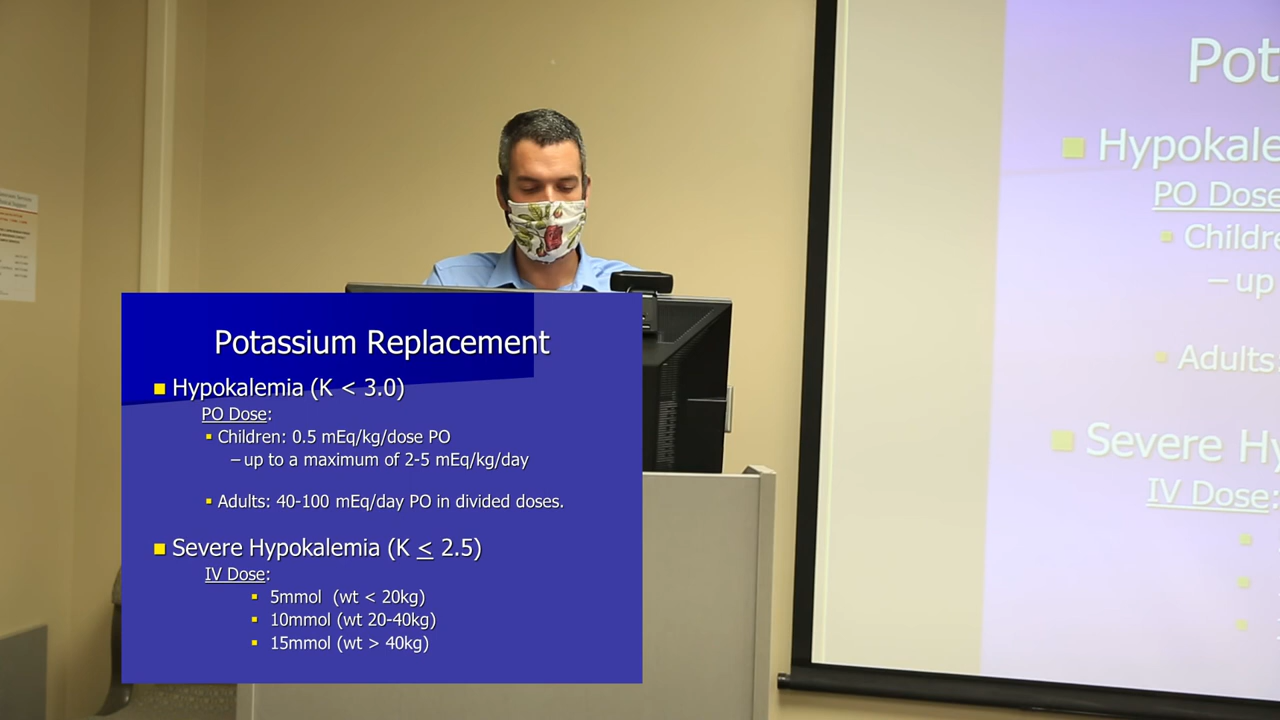 Potassium Replacement
Hypokalemia (K < 3.0)
PO Dose:
Children: 0.5 mEq/kg/dose PO
– up to a maximum of 2-5 mEq/kg/day
Adults: 40-100 mEq/day PO in divided doses.
Severe Hypokalemia (K ≤ 2.5)
IV Dose:
5mmol (wt < 20kg)
10mmol (wt 20-40kg)
15mmol (wt > 40kg)
Pot
Hypokale
PO Dose
Childre
– up
Adults:
Severe Hy
IV Dose: